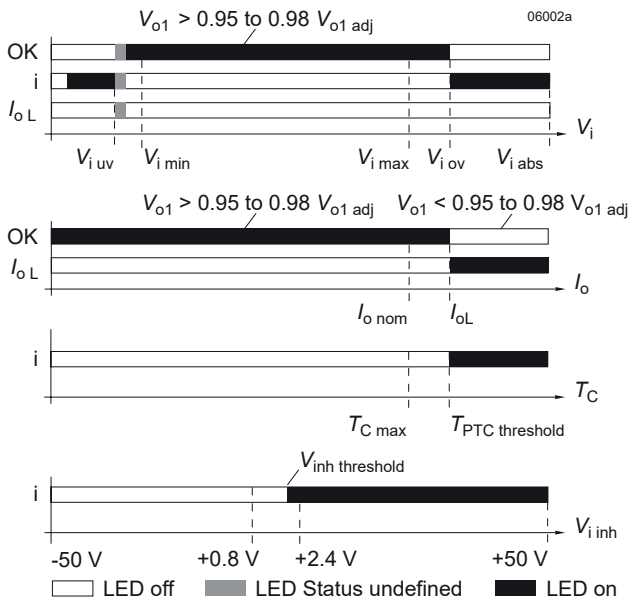 V o1 > 0.95 to 0.98 V o1 adj
06002a
OK
i
I o L
V i
V i uv
V i min
V i max
V i ov
V i abs
V o1 > 0.95 to 0.98 V o1 adj
V o1 < 0.95 to 0.98 V o1 adj
OK
I o L
I o
I o nom
I oL
i
T C
T C max
T PTC threshold
V inh threshold
i
V i inh
-50 V
+0.8 V
+2.4 V
+50 V
LED off
LED Status undefined
LED on